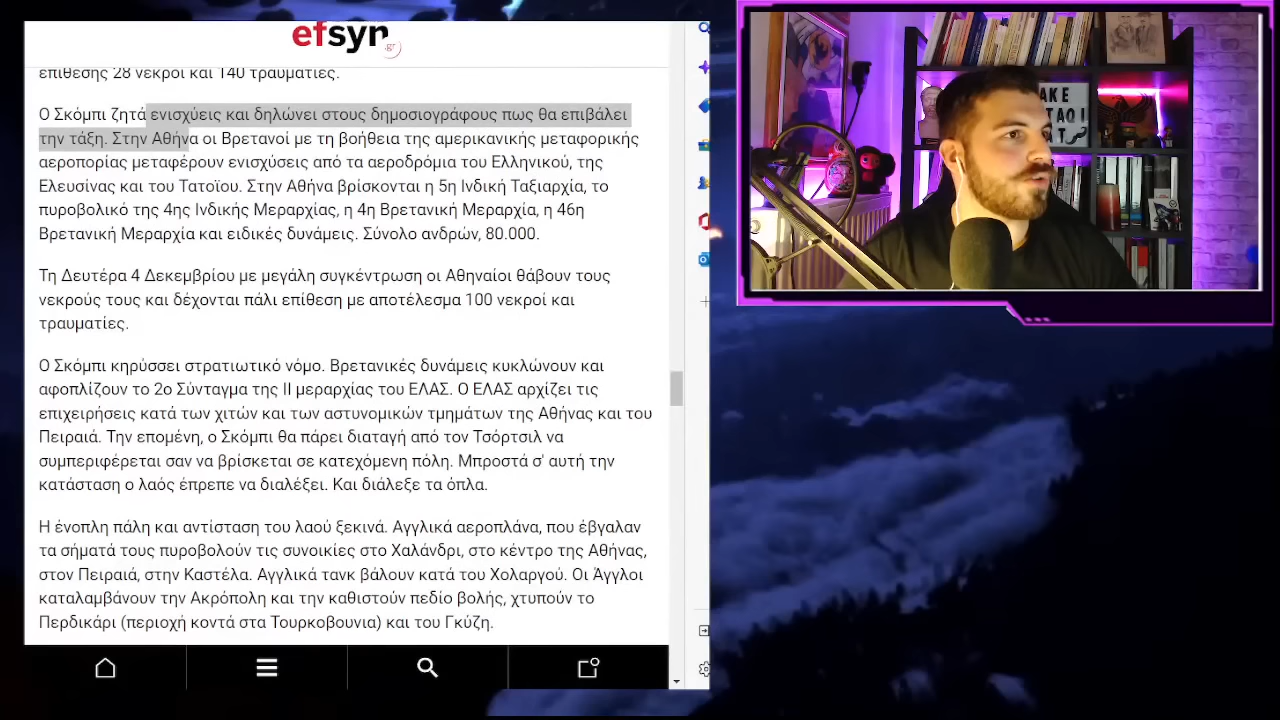 efsyn
.gr
επίθεσης 28 νεκροί και 140 τραυματίες.
Ο Σκόμπι ζητά ενισχύεις και δηλώνει στους δημοσιογράφους πως θα επιβάλει
την τάξη. Στην Αθήνα οι Βρετανοί με τη βοήθεια της αμερικανικής μεταφορικής
αεροπορίας μεταφέρουν ενισχύσεις από τα αεροδρόμια του Ελληνικού, της
Ελευσίνας και του Τατοϊου. Στην Αθήνα βρίσκονται η 5η Ινδική Ταξιαρχία, το
πυροβολικό της 4ης Ινδικής Μεραρχίας, η 4η Βρετανική Μεραρχία, η 46η
Βρετανική Μεραρχία και ειδικές δυνάμεις. Σύνολο ανδρών, 80.000.
Τη Δευτέρα 4 Δεκεμβρίου με μεγάλη συγκέντρωση οι Αθηναίοι θάβουν τους
νεκρούς τους και δέχονται πάλι επίθεση με αποτέλεσμα 100 νεκροί και
τραυματίες.
Ο Σκόμπι κηρύσσει στρατιωτικό νόμο. Βρετανικές δυνάμεις κυκλώνουν και
αφοπλίζουν το 2ο Σύνταγμα της ΙΙ μεραρχίας του ΕΛΑΣ. Ο ΕΛΑΣ αρχίζει τις
επιχειρήσεις κατά των χιτών και των αστυνομικών τμημάτων της Αθήνας και του
Πειραιά. Την επομένη, ο Σκόμπι θα πάρει διαταγή από τον Τσόρτσιλ να
συμπεριφέρεται σαν να βρίσκεται σε κατεχόμενη πόλη. Μπροστά σ' αυτή την
κατάσταση ο λαός έπρεπε να διαλέξει. Και διάλεξε τα όπλα.
Η ένοπλη πάλη και αντίσταση του λαού ξεκινά. Αγγλικά αεροπλάνα, που έβγαλαν
τα σήματά τους πυροβολούν τις συνοικίες στο Χαλάνδρι, στο κέντρο της Αθήνας,
στον Πειραιά, στην Καστέλα. Αγγλικά τανκ βάλουν κατά του Χολαργού. Οι Άγγλοι
καταλαμβάνουν την Ακρόπολη και την καθιστούν πεδίο βολής, χτυπούν το
Περδικάρι (περιοχή κοντά στα Τουρκοβουνια) και του Γκύζη.